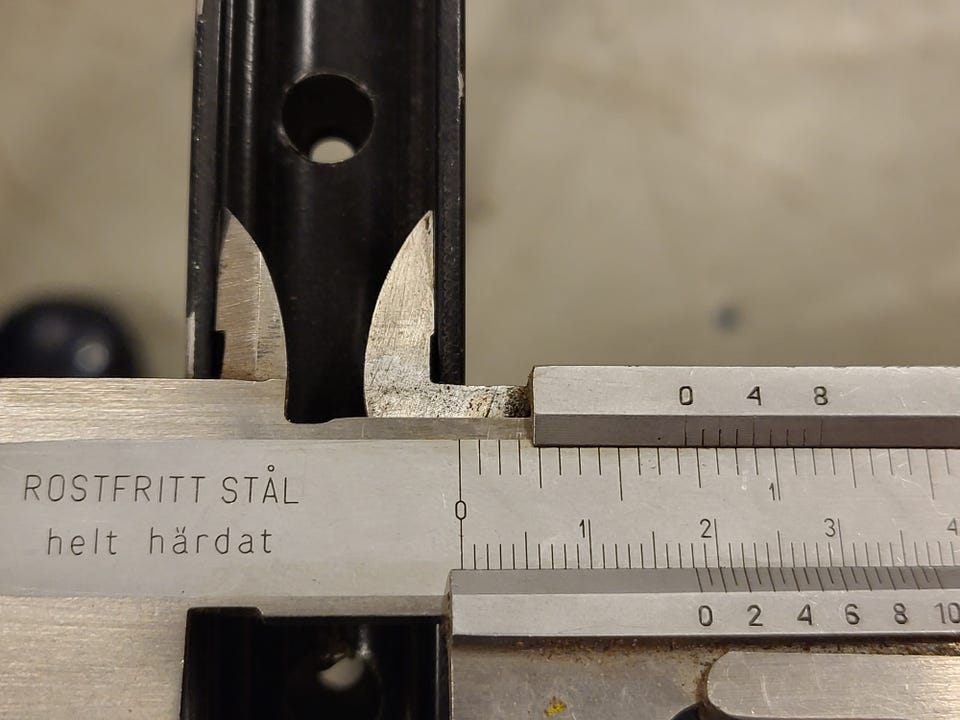 0 4 8
ROSTFRITT STÅL
helt härdat
1
0
1 2 3 4
0 2 4 6 8 10